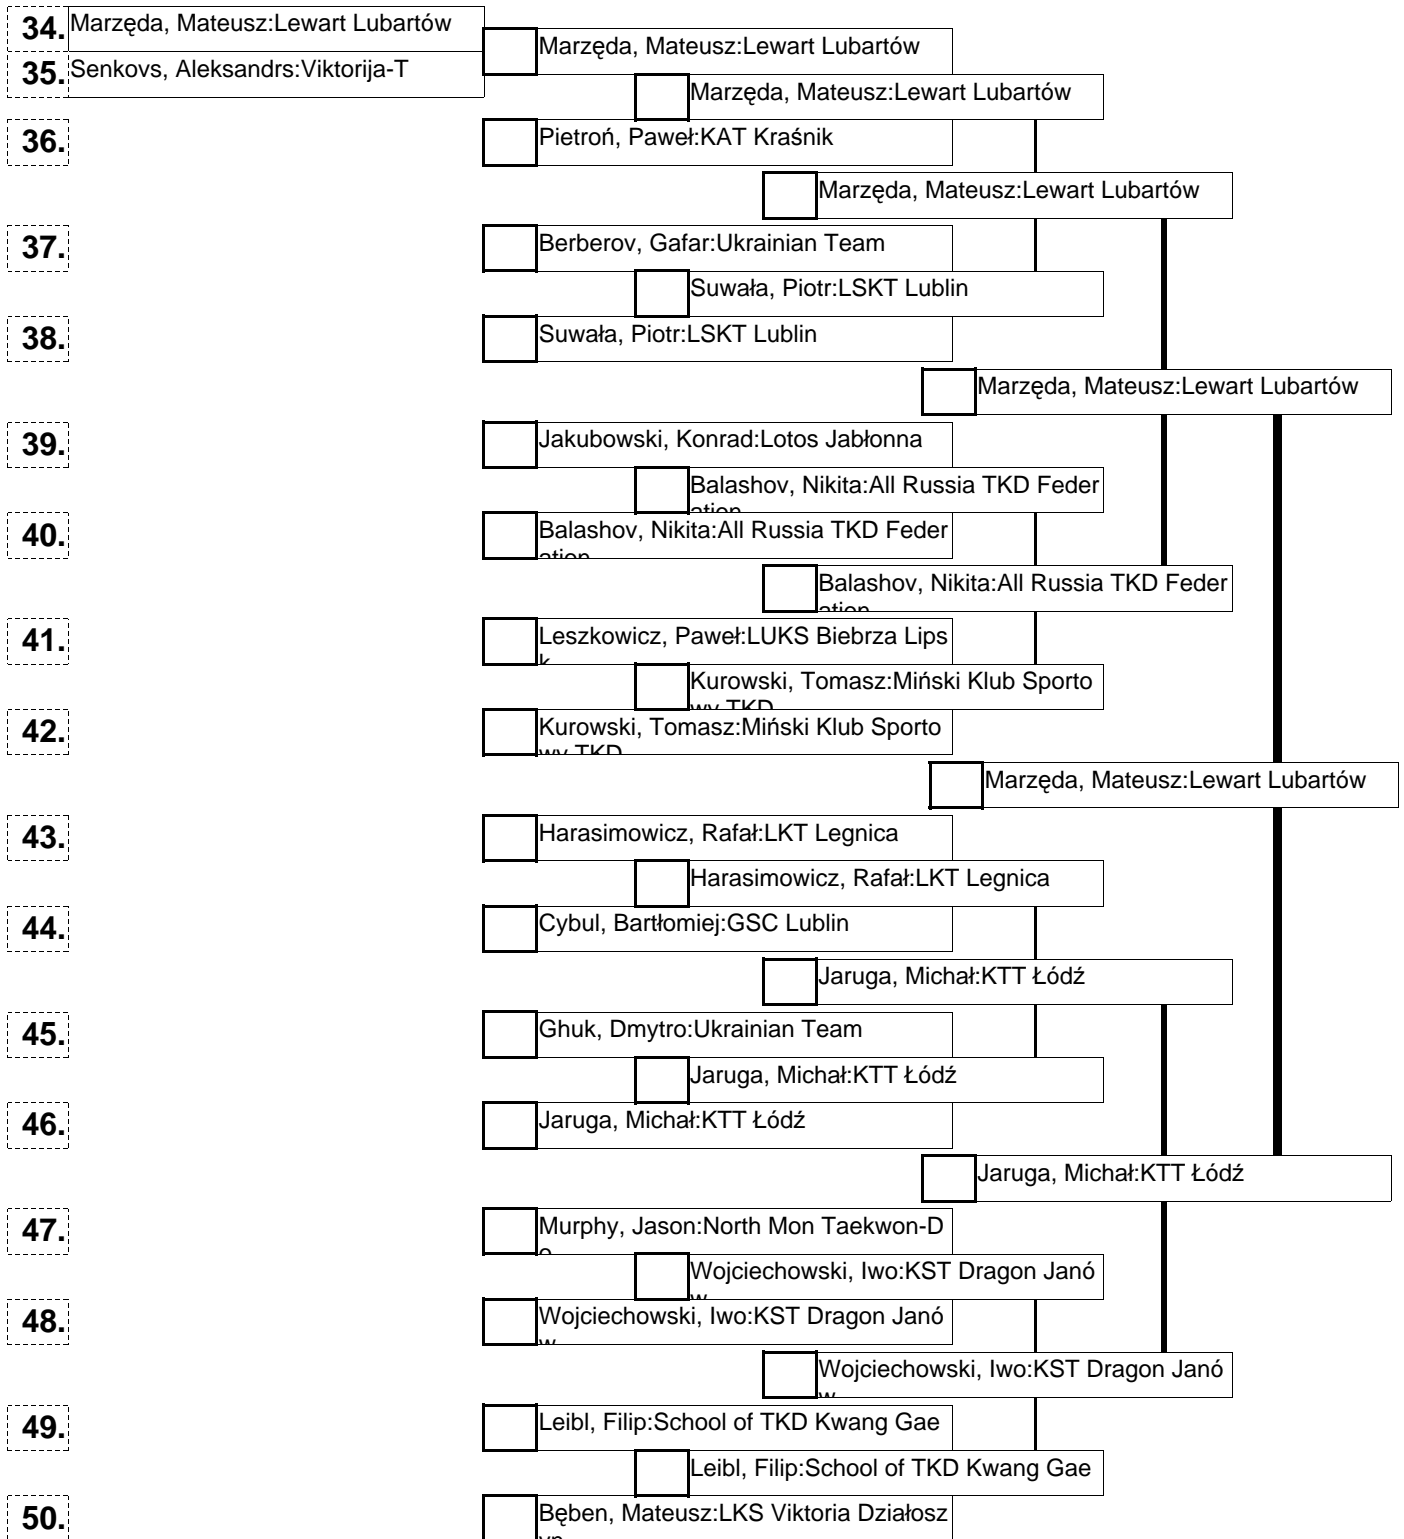 34. Marzęda, Mateusz:Lewart Lubartów
Marzęda, Mateusz:Lewart Lubartów
35. Senkovs, Aleksandrs:Viktorija-T
Marzęda, Mateusz:Lewart Lubartów
36. Pietroń, Paweł:KAT Kraśnik
Marzęda, Mateusz:Lewart Lubartów
37. Berberov, Gafar:Ukrainian Team
Suwała, Piotr:LSKT Lublin
38. Suwała, Piotr:LSKT Lublin
Marzęda, Mateusz:Lewart Lubartów
39. Jakubowski, Konrad:Lotos Jabłonna
Balashov, Nikita:All Russia TKD Feder
ation
40. Balashov, Nikita:All Russia TKD Feder
ation
Balashov, Nikita:All Russia TKD Feder
ation
41. Leszkowicz, Paweł:LUKS Biebrza Lips
k
Kurowski, Tomasz:Miński Klub Sporto
wy TKD
42. Kurowski, Tomasz:Miński Klub Sporto
wy TKD
Marzęda, Mateusz:Lewart Lubartów
43. Harasimowicz, Rafał:LKT Legnica
Harasimowicz, Rafał:LKT Legnica
44. Cybul, Bartłomiej:GSC Lublin
Jaruga, Michał:KTT Łódź
45. Ghuk, Dmytro:Ukrainian Team
Jaruga, Michał:KTT Łódź
46. Jaruga, Michał:KTT Łódź
Jaruga, Michał:KTT Łódź
47. Murphy, Jason:North Mon Taekwon-D
o
Wojciechowski, Iwo:KST Dragon Janó
w
48. Wojciechowski, Iwo:KST Dragon Janó
w
Wojciechowski, Iwo:KST Dragon Janó
w
49. Leibl, Filip:School of TKD Kwang Gae
Leibl, Filip:School of TKD Kwang Gae
50. Bęben, Mateusz:LKS Viktoria Działosz
yn